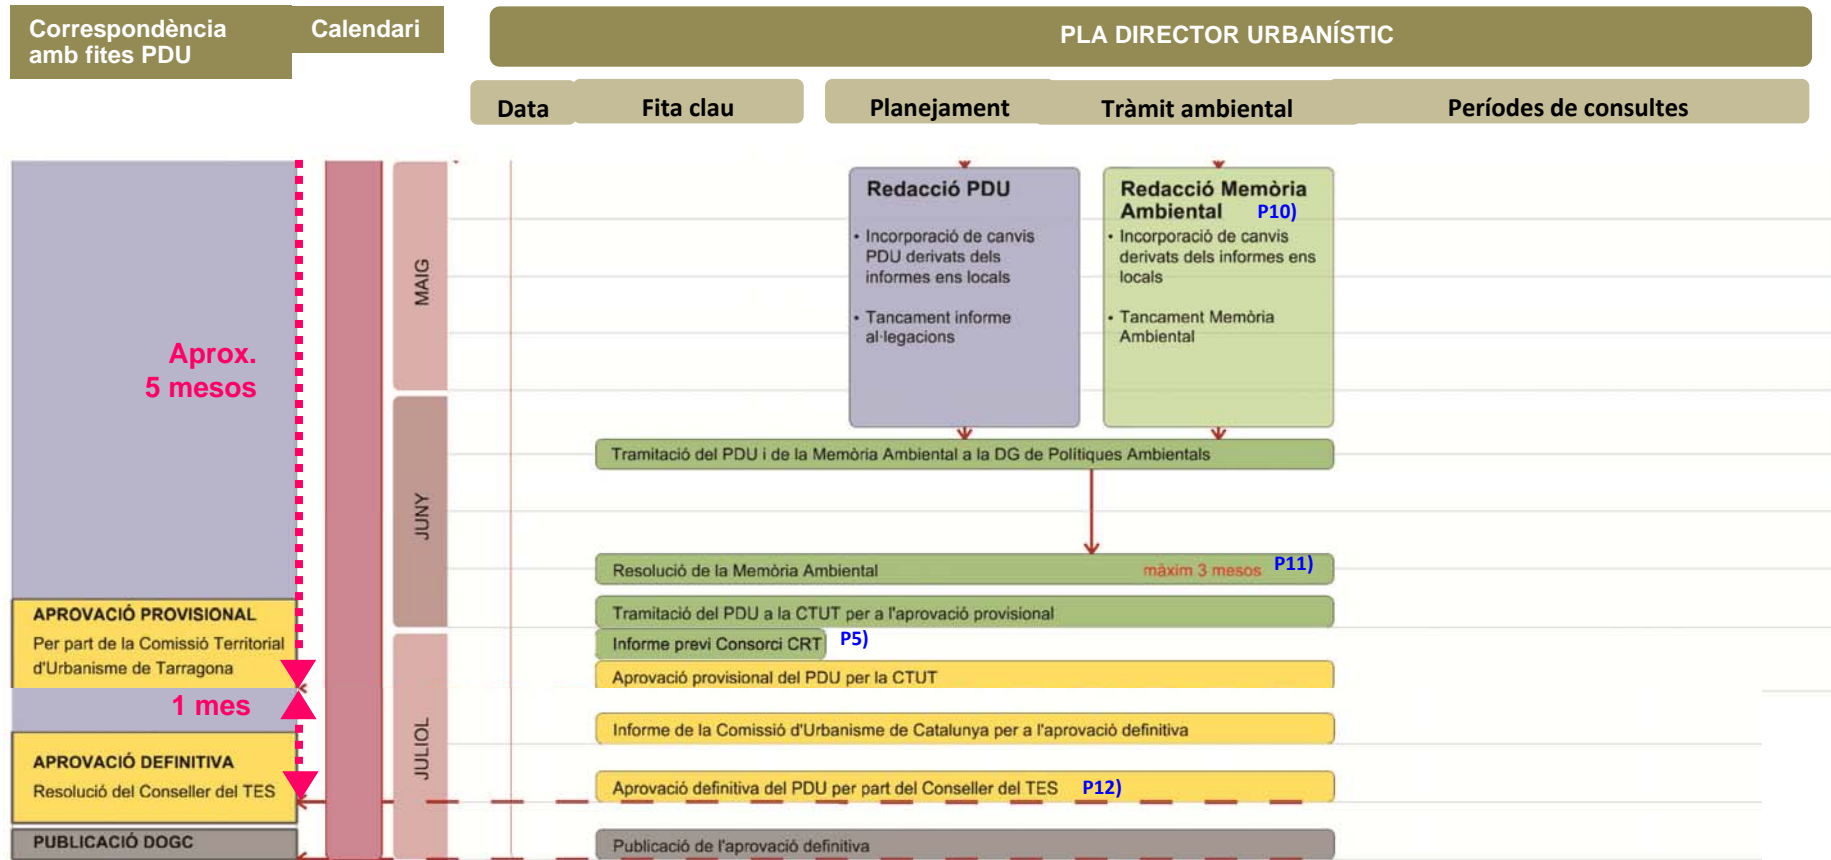 Correspondència
amb fites PDU
Calendari
PLA DIRECTOR URBANÍSTIC
Data
Fita clau
Planejament
Tràmit ambiental
Períodes de consultes
Redacció PDU
• Incorporació de canvis
PDU derivats dels
informes ens locals
• Tancament informe
al·legacions
Redacció Memòria
Ambiental P10)
• Incorporació de canvis
derivats dels informes ens
locals
• Tancament Memòria
Ambiental
MAIG
Aprox.
5 mesos
JUNY
Tramitació del PDU i de la Memòria Ambiental a la DG de Polítiques Ambientals
Resolució de la Memòria Ambiental màxim 3 mesos P11)
Tramitació del PDU a la CTUT per a l'aprovació provisional
APROVACIÓ PROVISIONAL
Per part de la Comissió Territorial
d'Urbanisme de Tarragona
Informe previ Consorci CRT P5)
Aprovació provisional del PDU per la CTUT
1 mes
JULIOL
Informe de la Comissió d'Urbanisme de Catalunya per a l'aprovació definitiva
APROVACIÓ DEFINITIVA
Resolució del Conseller del TES
Aprovació definitiva del PDU per part del Conseller del TES P12)
PUBLICACIÓ DOGC
Publicació de l'aprovació definitiva